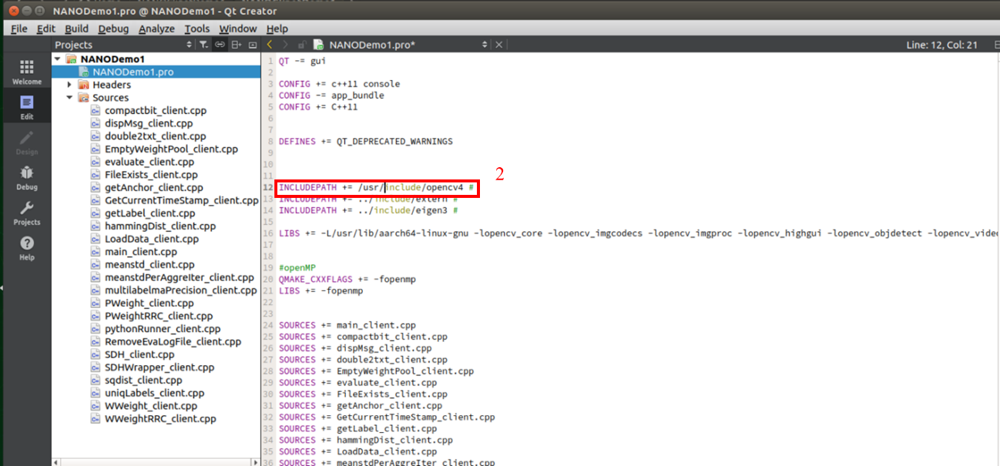 NANODemo1.pro @ NANODemo1 - Qt Creator
File Edit Build Debug Analyze Tools Window Help
Projects
NANODemo1.pro*
Line: 12, Col: 21
Welcome
Edit
Design
Debug
Projects
Help
NANODemo1
NANODemo1.pro
Headers
Sources
compactbit_client.cpp
dispMsg_client.cpp
double2txt_client.cpp
EmptyWeightPool_client.cpp
evaluate_client.cpp
FileExists_client.cpp
getAnchor_client.cpp
GetCurrentTimeStamp_client.cpp
getLabel_client.cpp
hammingDist_client.cpp
LoadData_client.cpp
main_client.cpp
meanstd_client.cpp
meanstdPerAggreIter_client.cpp
multilabelmaPrecision_client.cpp
PWeight_client.cpp
PWeightRRC_client.cpp
pythonRunner_client.cpp
RemoveEvaLogFile_client.cpp
SDH_client.cpp
SDHWrapper_client.cpp
sqdist_client.cpp
uniqLabels_client.cpp
WWeight_client.cpp
WWeightRRC_client.cpp
1 QT -= gui
2
3 CONFIG += c++11 console
4 CONFIG -= app_bundle
5 CONFIG += C++11
6
7
8 DEFINES += QT_DEPRECATED_WARNINGS
9
10
11
2
12 INCLUDEPATH += /usr/include/opencv4 #
13 INCLUDEPATH += ../include/extern #
14 INCLUDEPATH += ../include/eigen3 #
15
16 LIBS += -L/usr/lib/aarch64-linux-gnu -lopencv_core -lopencv_imgcodecs -lopencv_imgproc -lopencv_highgui -lopencv_objdetect -lopencv_vide
17
18
19 #openMP
20 QMAKE_CXXFLAGS += -fopenmp
21 LIBS += -fopenmp
22
23
24 SOURCES += main_client.cpp
25 SOURCES += compactbit_client.cpp
26 SOURCES += dispMsg_client.cpp
27 SOURCES += double2txt_client.cpp
28 SOURCES += EmptyWeightPool_client.cpp
29 SOURCES += evaluate_client.cpp
30 SOURCES += FileExists_client.cpp
31 SOURCES += getAnchor_client.cpp
32 SOURCES += GetCurrentTimeStamp_client.cpp
33 SOURCES += getLabel_client.cpp
34 SOURCES += hammingDist_client.cpp
35 SOURCES += LoadData_client.cpp
36 SOURCES += meanstdPerAggreIter_client.cpp